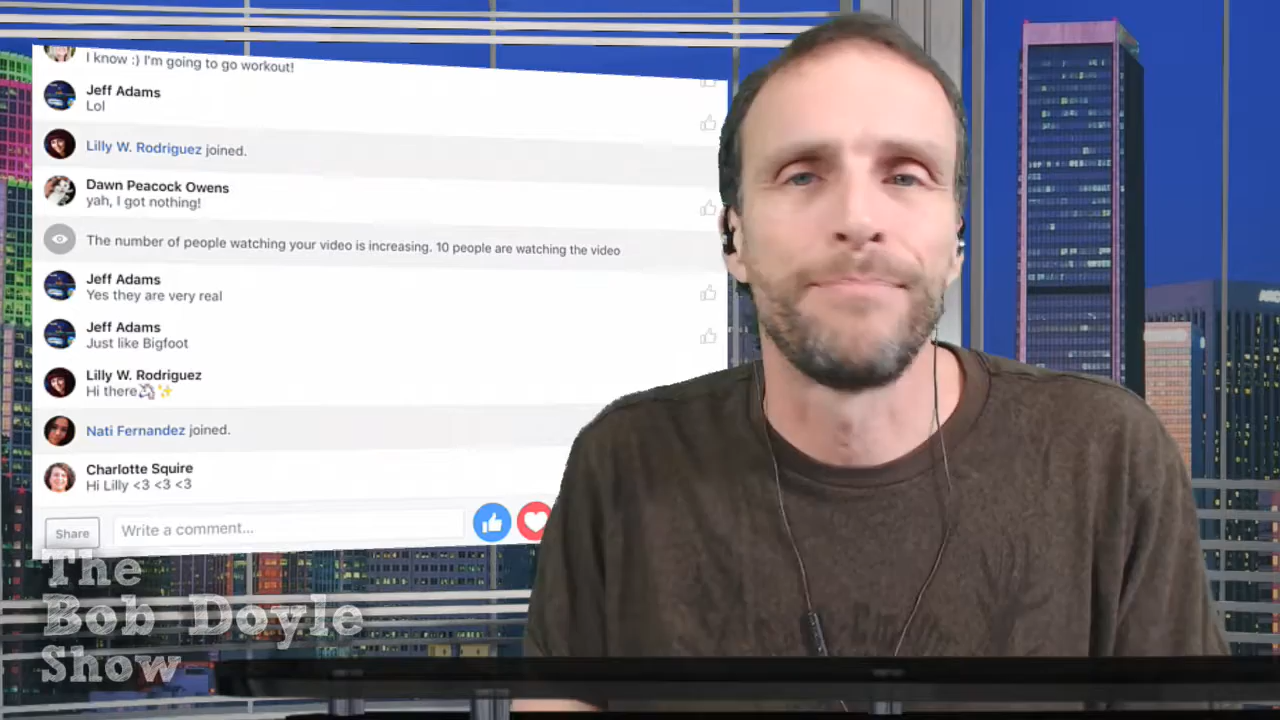 I know :) I'm going to go workout!
Jeff Adams
Lol
Lilly W. Rodriguez joined.
Dawn Peacock Owens
yah, I got nothing!
The number of people watching your video is increasing. 10 people are watching the video
Jeff Adams
Yes they are very real
Jeff Adams
Just like Bigfoot
Lilly W. Rodriguez
Hi there🦄✨
Nati Fernandez joined.
Charlotte Squire
Hi Lilly <3 <3 <3
Share
Write a comment...
The
Bob Doyle
Show